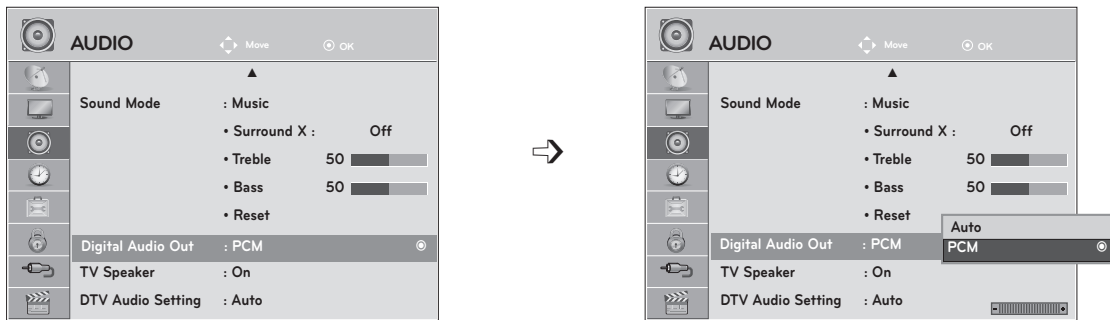 AUDIO Move OK
▲
Sound Mode : Music
• Surround X : Off
• Treble 50
• Bass 50
• Reset
Digital Audio Out : PCM
TV Speaker : On
DTV Audio Setting : Auto
AUDIO Move OK
▲
Sound Mode : Music
• Surround X : Off
• Treble 50
• Bass 50
• Reset
Auto
Digital Audio Out : PCM PCM
TV Speaker : On
DTV Audio Setting : Auto
- +